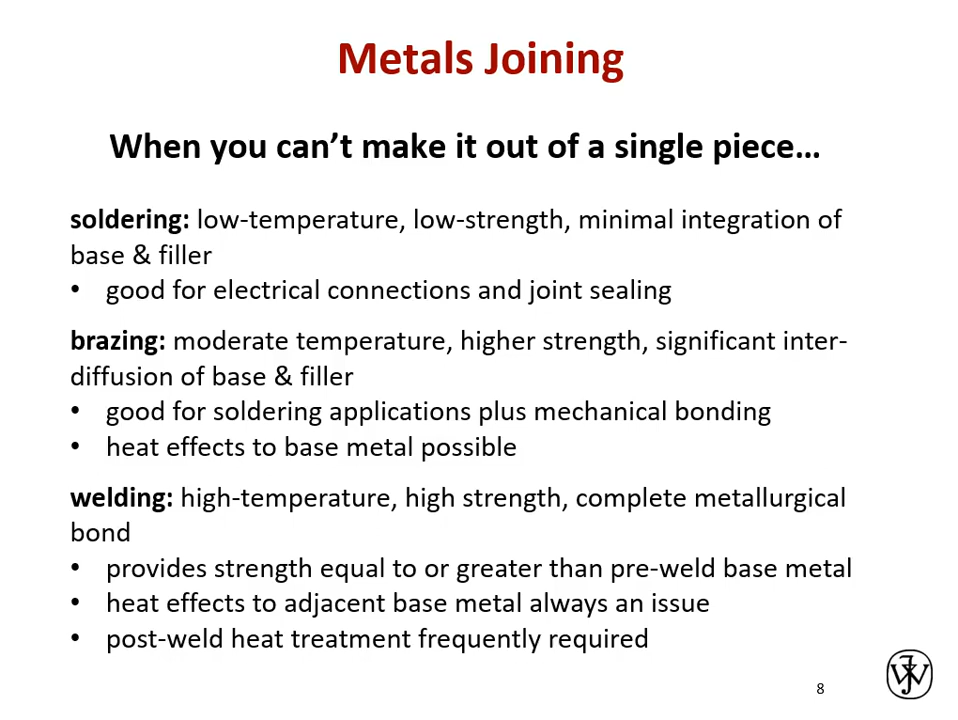 Metals Joining
When you can’t make it out of a single piece…
soldering: low-temperature, low-strength, minimal integration of
base & filler
• good for electrical connections and joint sealing
brazing: moderate temperature, higher strength, significant inter-
diffusion of base & filler
• good for soldering applications plus mechanical bonding
• heat effects to base metal possible
welding: high-temperature, high strength, complete metallurgical
bond
• provides strength equal to or greater than pre-weld base metal
• heat effects to adjacent base metal always an issue
• post-weld heat treatment frequently required
8
JW